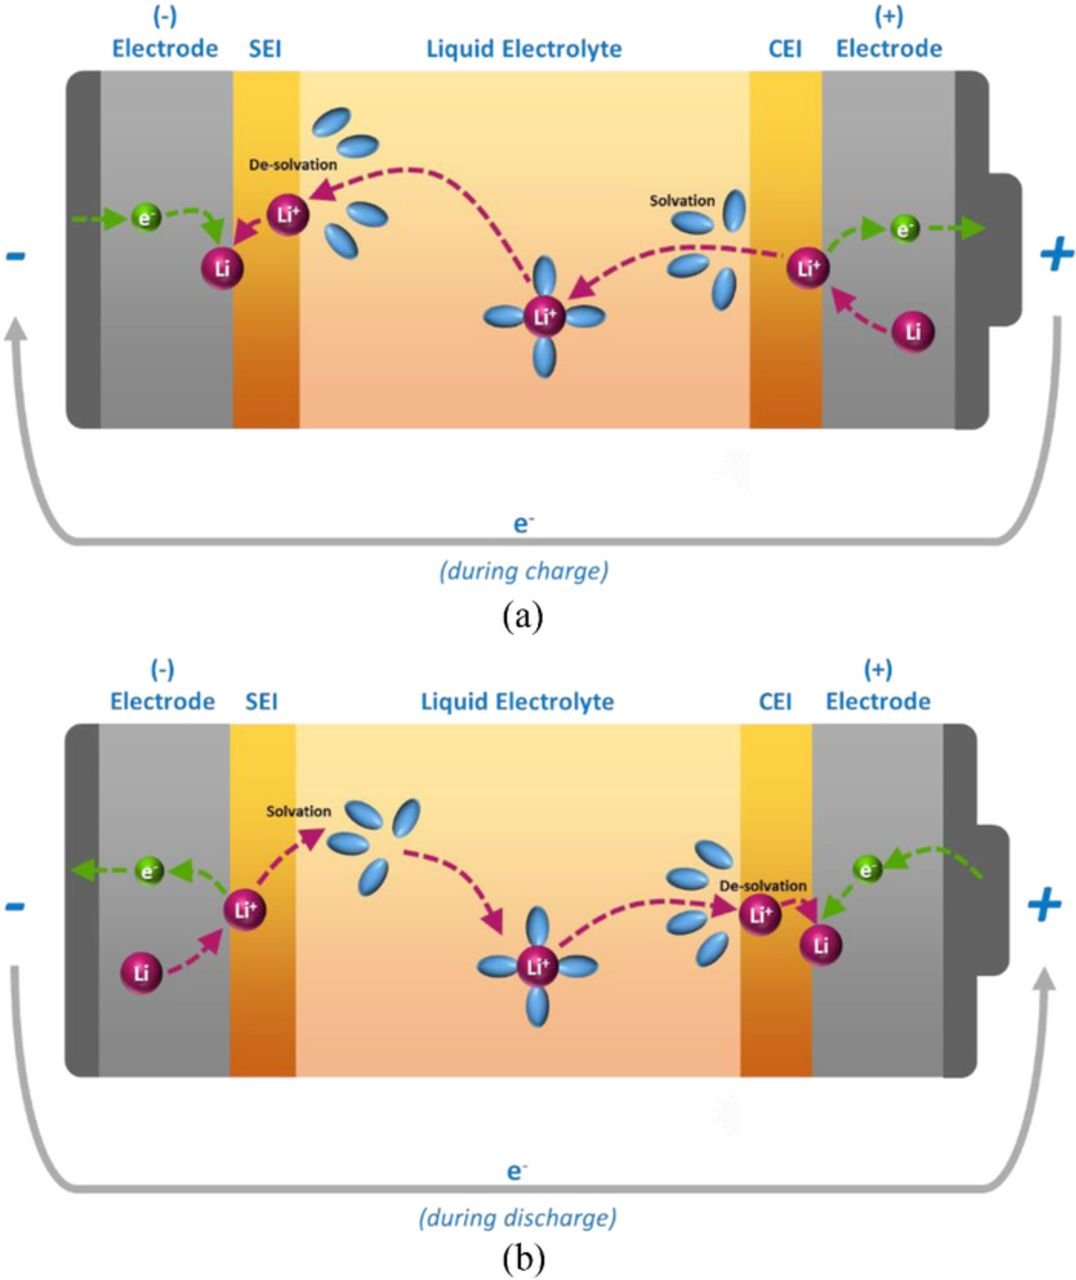 (-) (+)
Electrode SEI Liquid Electrolyte CEI Electrode
De-solvation
Solvation
e- Li+ e-
Li Li+
- +
Li+
Li
e-
(during charge)
(a)
(-) (+)
Electrode SEI Liquid Electrolyte CEI Electrode
Solvation
e- e-
De-solvation
- Li+ Li+ +
Li
Li Li+
e-
(during discharge)
(b)